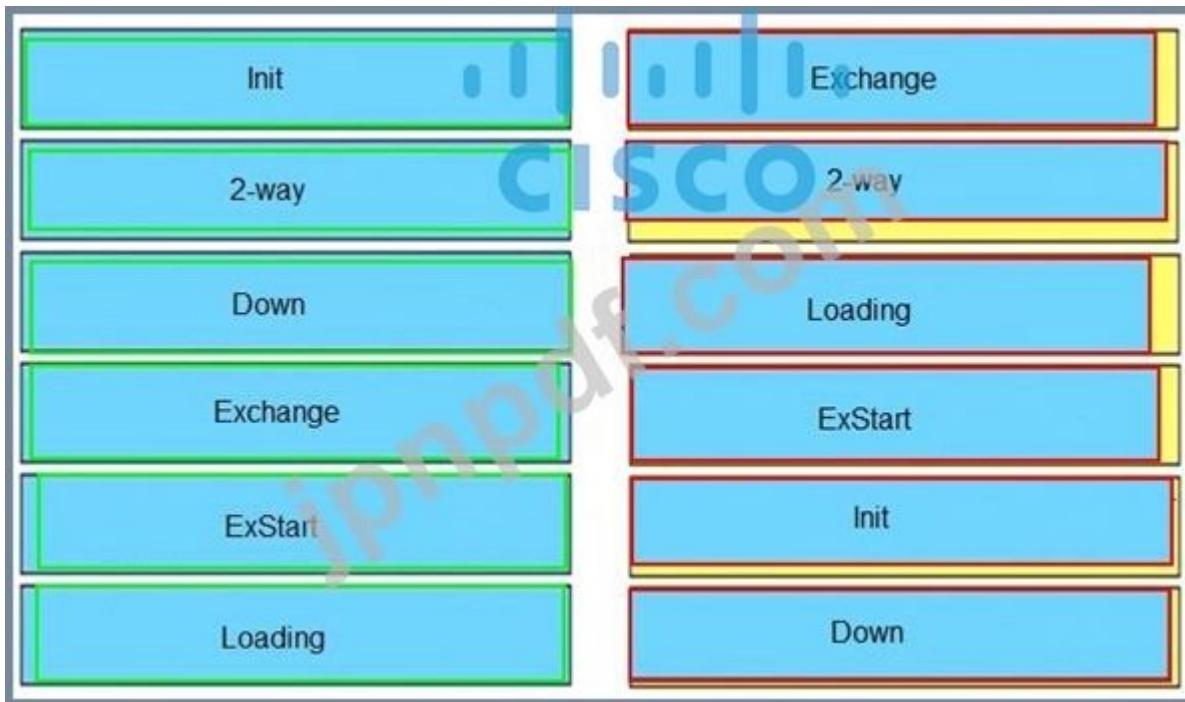 Init
2-way
Down
Exchange
ExStart
Loading
Exchange
2-way
Loading
ExStart
Init
Down
CISCO
jpnpdf.com